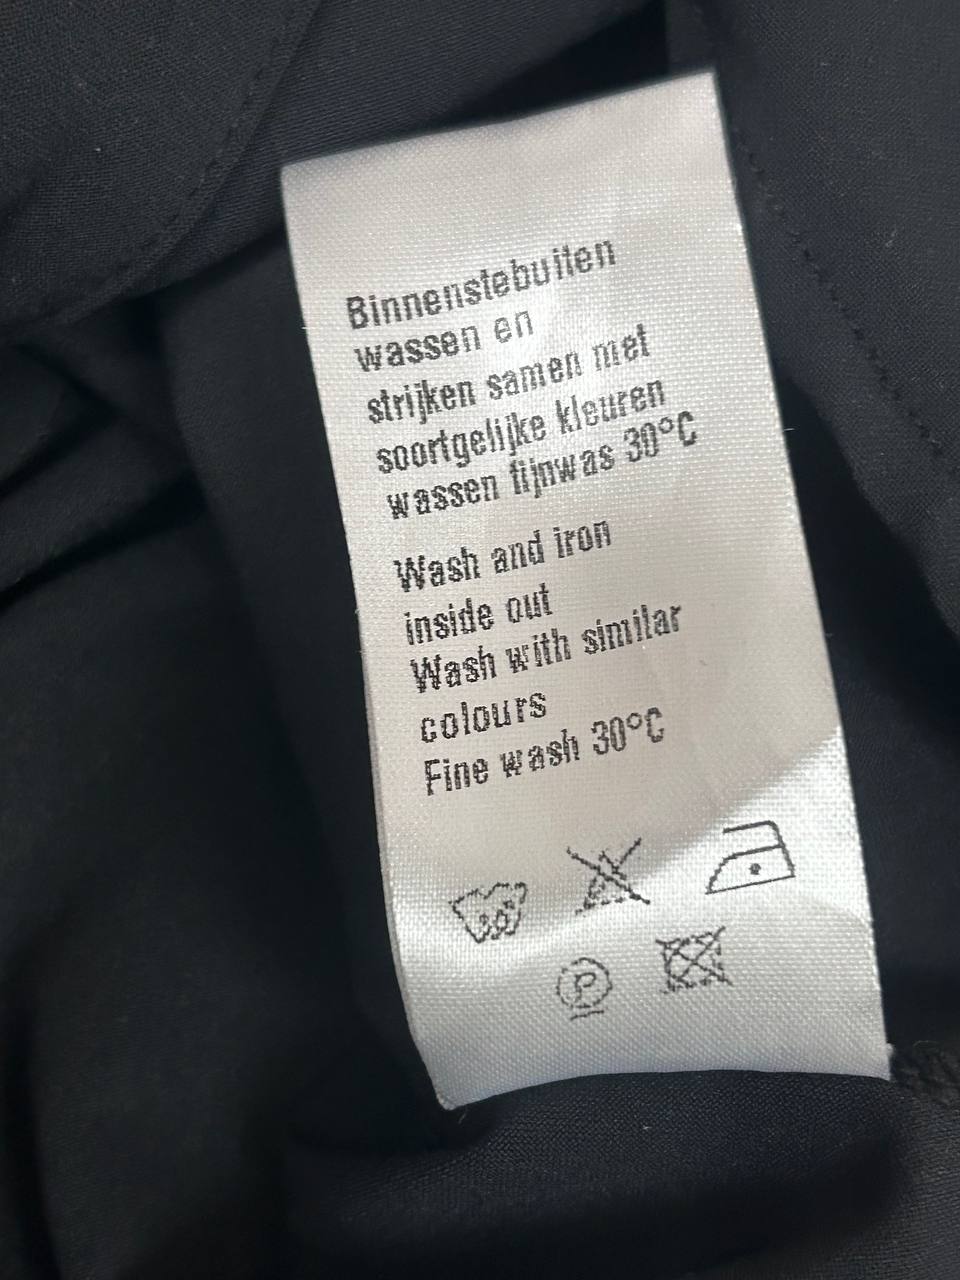 Binnenstebuiten
wassen en
strijken samen met
soortgelijke kleuren
wassen fijnwas 30°C
Wash and iron
inside out
Wash with similar
colours
Fine wash 30°C
P